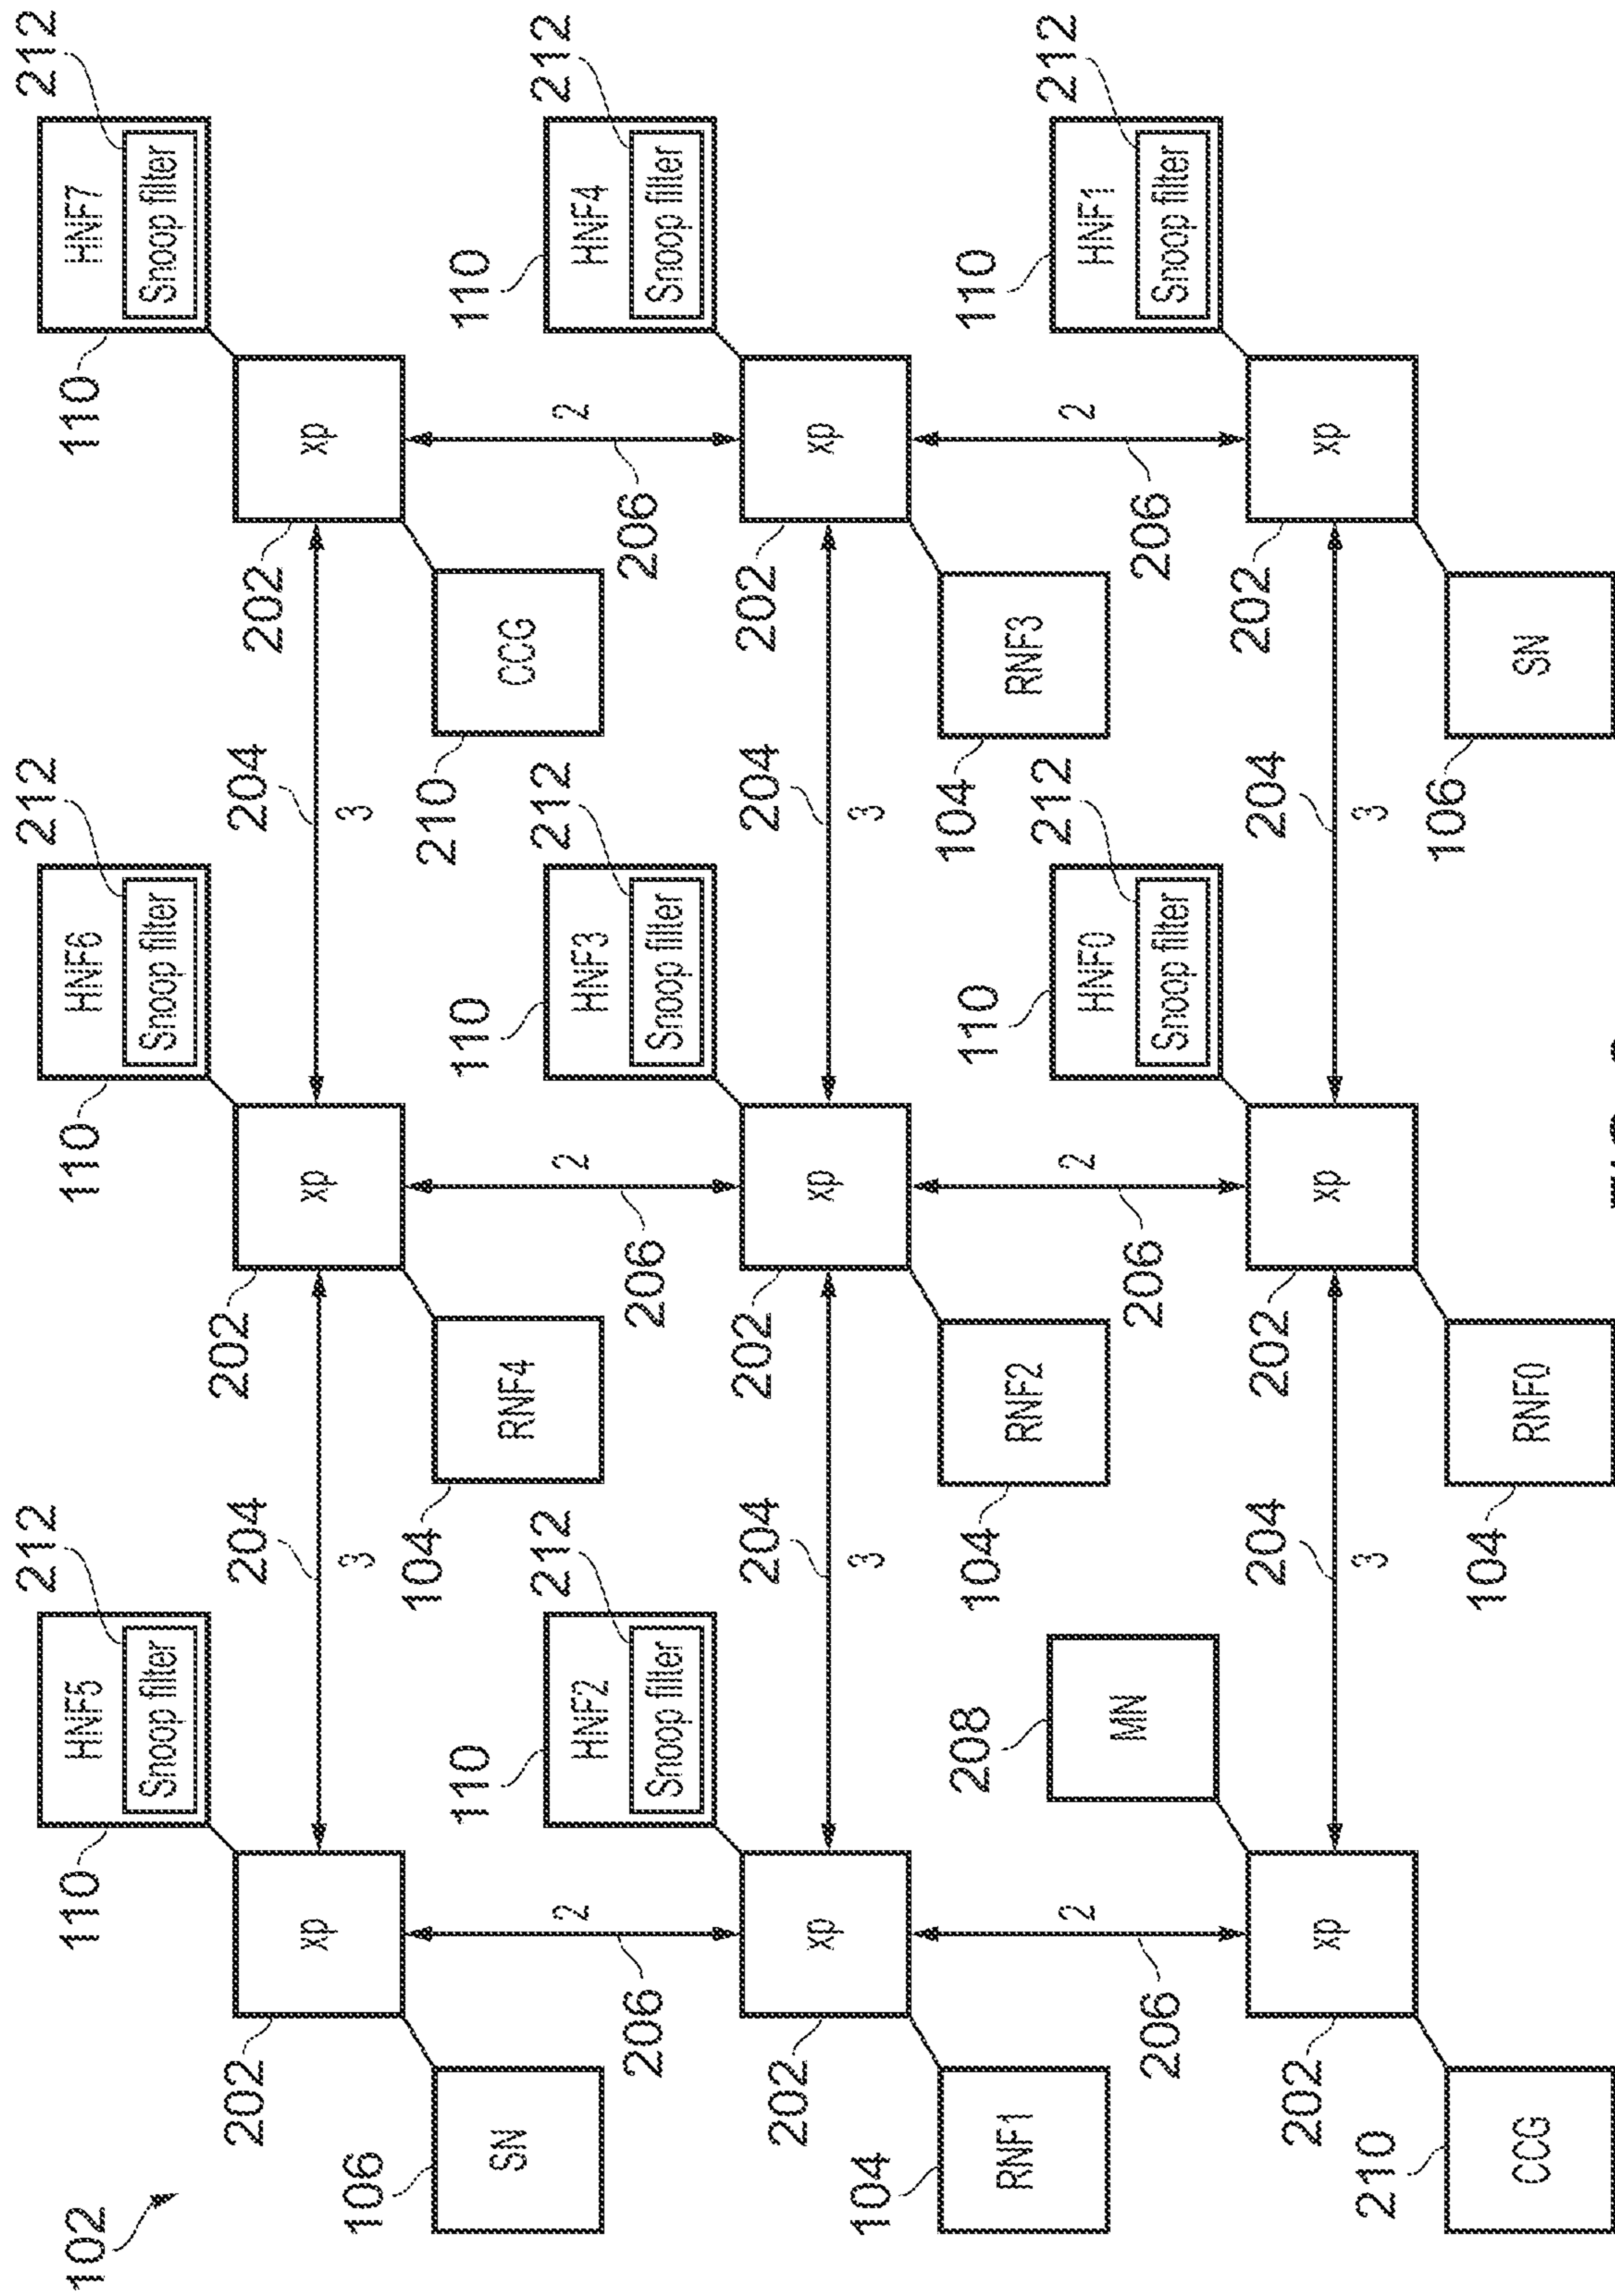 212
212
212
102
110
HNF5
110
HNF6
110
HNF7
Snoop filter
Snoop filter
Snoop filter
202
204
202
204
202
xp
xp
xp
3
3
106
104
210
SN
RNF4
CCG
110
110
110
212
212
212
2
2
2
HNF2
HNF3
HNF4
206
206
206
Snoop filter
Snoop filter
Snoop filter
202
204
202
204
202
xp
xp
xp
3
3
104
104
104
208
110
110
RNF1
RNF2
RNF3
212
212
2
2
2
HNF0
HNF1
MN
206
206
206
Snoop filter
Snoop filter
202
204
202
204
202
xp
xp
xp
3
3
210
104
106
CCG
RNF0
SN